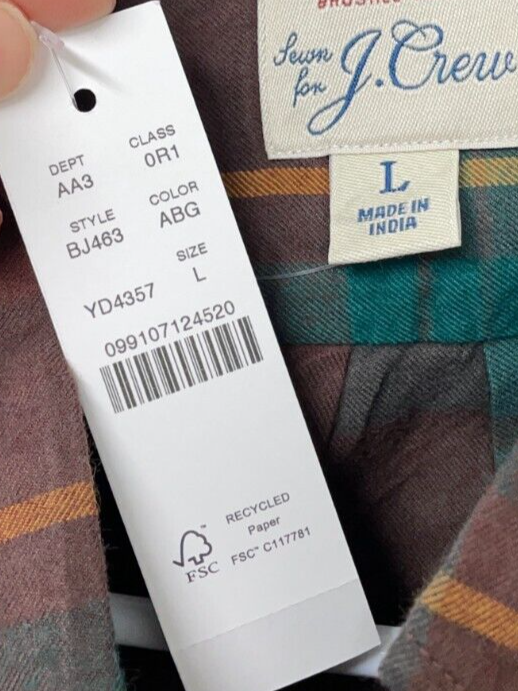 DEPT CLASS
AA3 0R1
STYLE COLOR
BJ463 ABG
SIZE
YD4357 L
099107124520
RECYCLED
Paper
FSC™ C117781
FSC
BRUSHED
Sewn
for J.Crew
L
MADE IN
INDIA